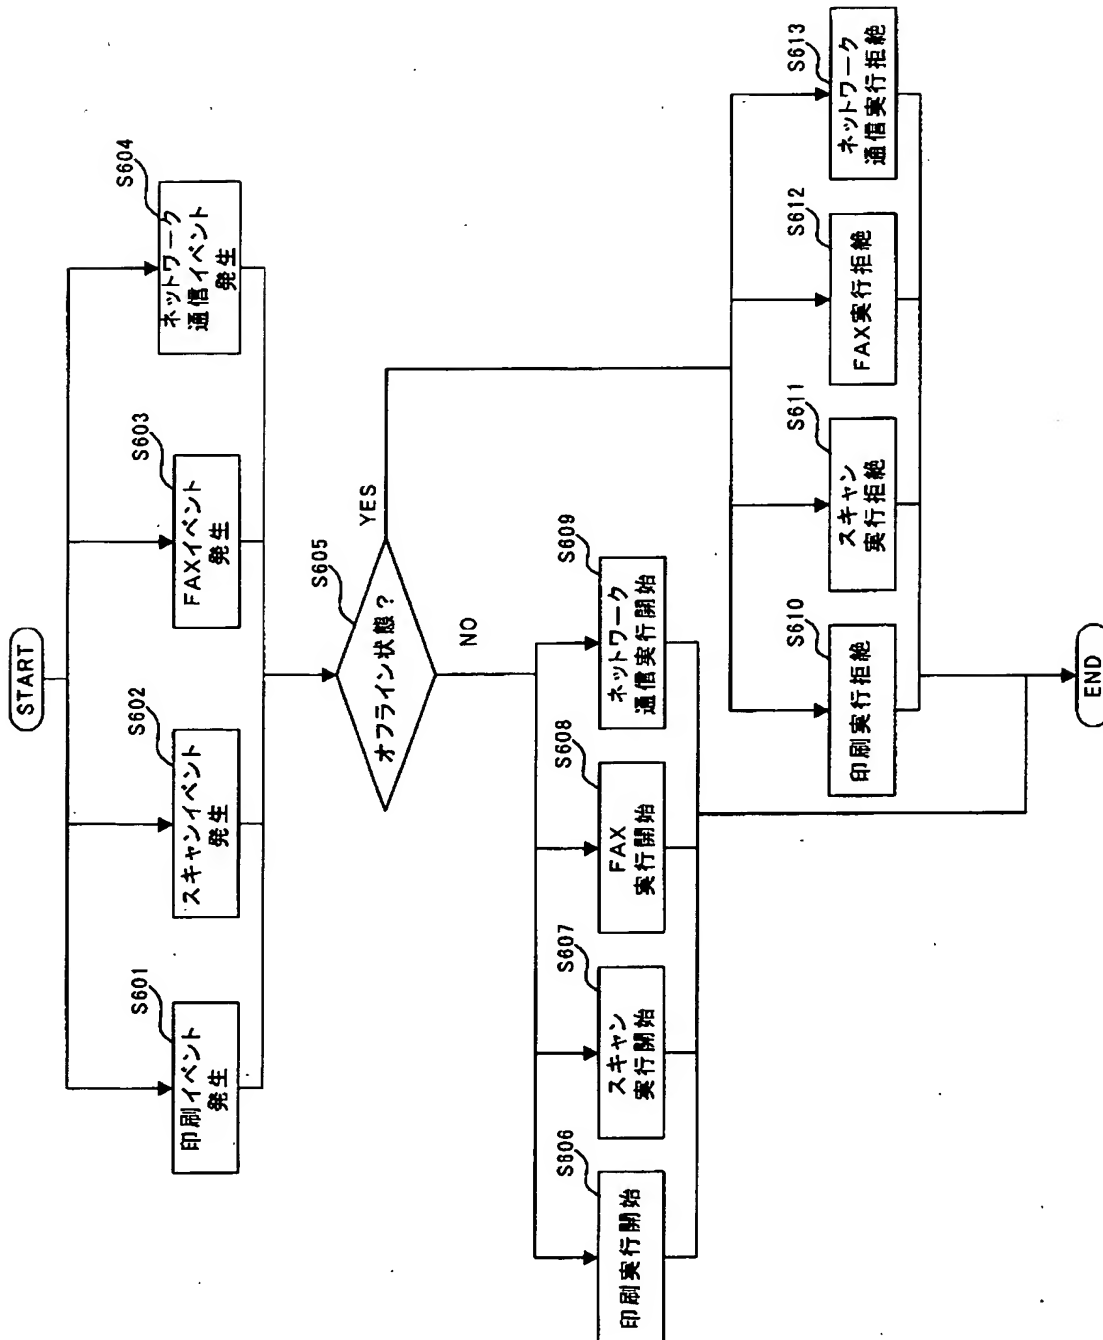 START
S601
印刷イベント
発生
S602
スキャンイベント
発生
S603
FAXイベント
発生
S604
ネットワーク
通信イベント
発生
S605
オフライン状態?
YES
NO
S606
印刷実行開始
S607
スキャン
実行開始
S608
FAX
実行開始
S609
ネットワーク
通信実行開始
S610
印刷実行拒絶
S611
スキャン
実行拒絶
S612
FAX実行拒絶
S613
ネットワーク
通信実行拒絶
END